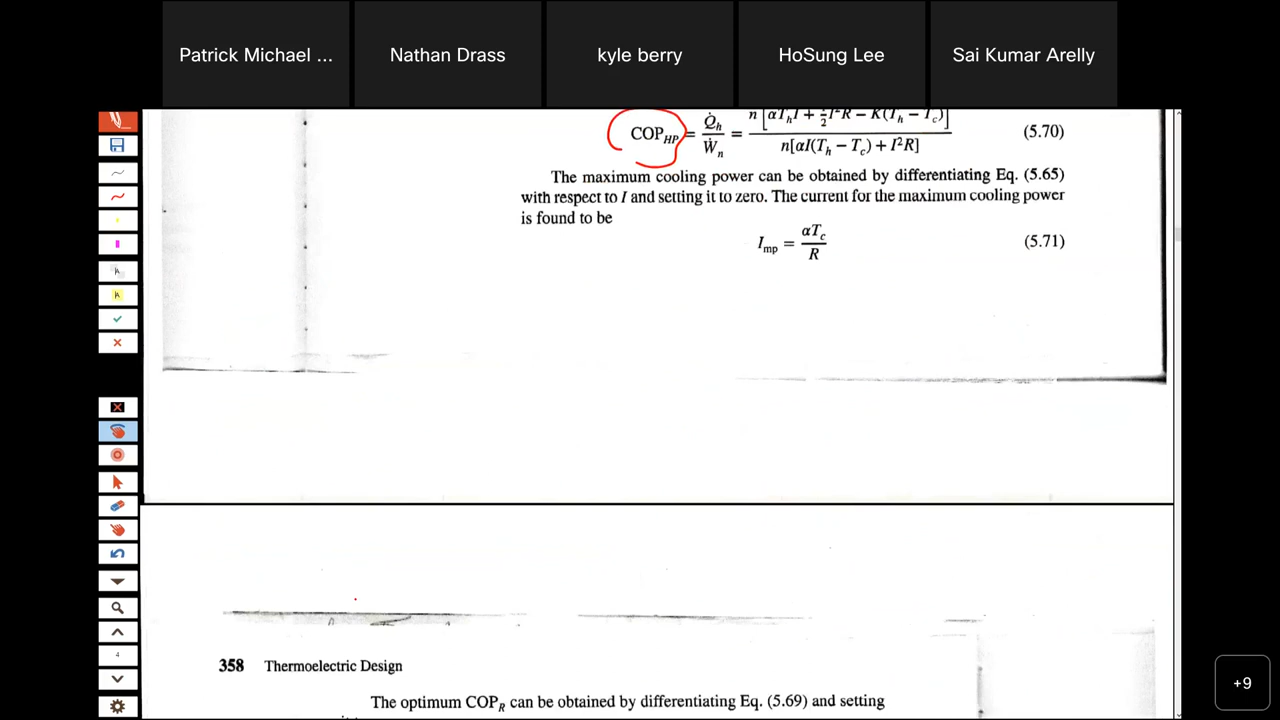 Patrick Michael ...
Nathan Drass
kyle berry
HoSung Lee
Sai Kumar Arelly
COP_HP = Q̇_h / Ẇ_n = n[αT_hI + ½I²R − K(T_h − T_c)] / n[αI(T_h − T_c) + I²R] (5.70)
The maximum cooling power can be obtained by differentiating Eq. (5.65)
with respect to I and setting it to zero. The current for the maximum cooling power
is found to be
I_mp = αT_c / R (5.71)
358 Thermoelectric Design
The optimum COP_R can be obtained by differentiating Eq. (5.69) and setting
4
+9